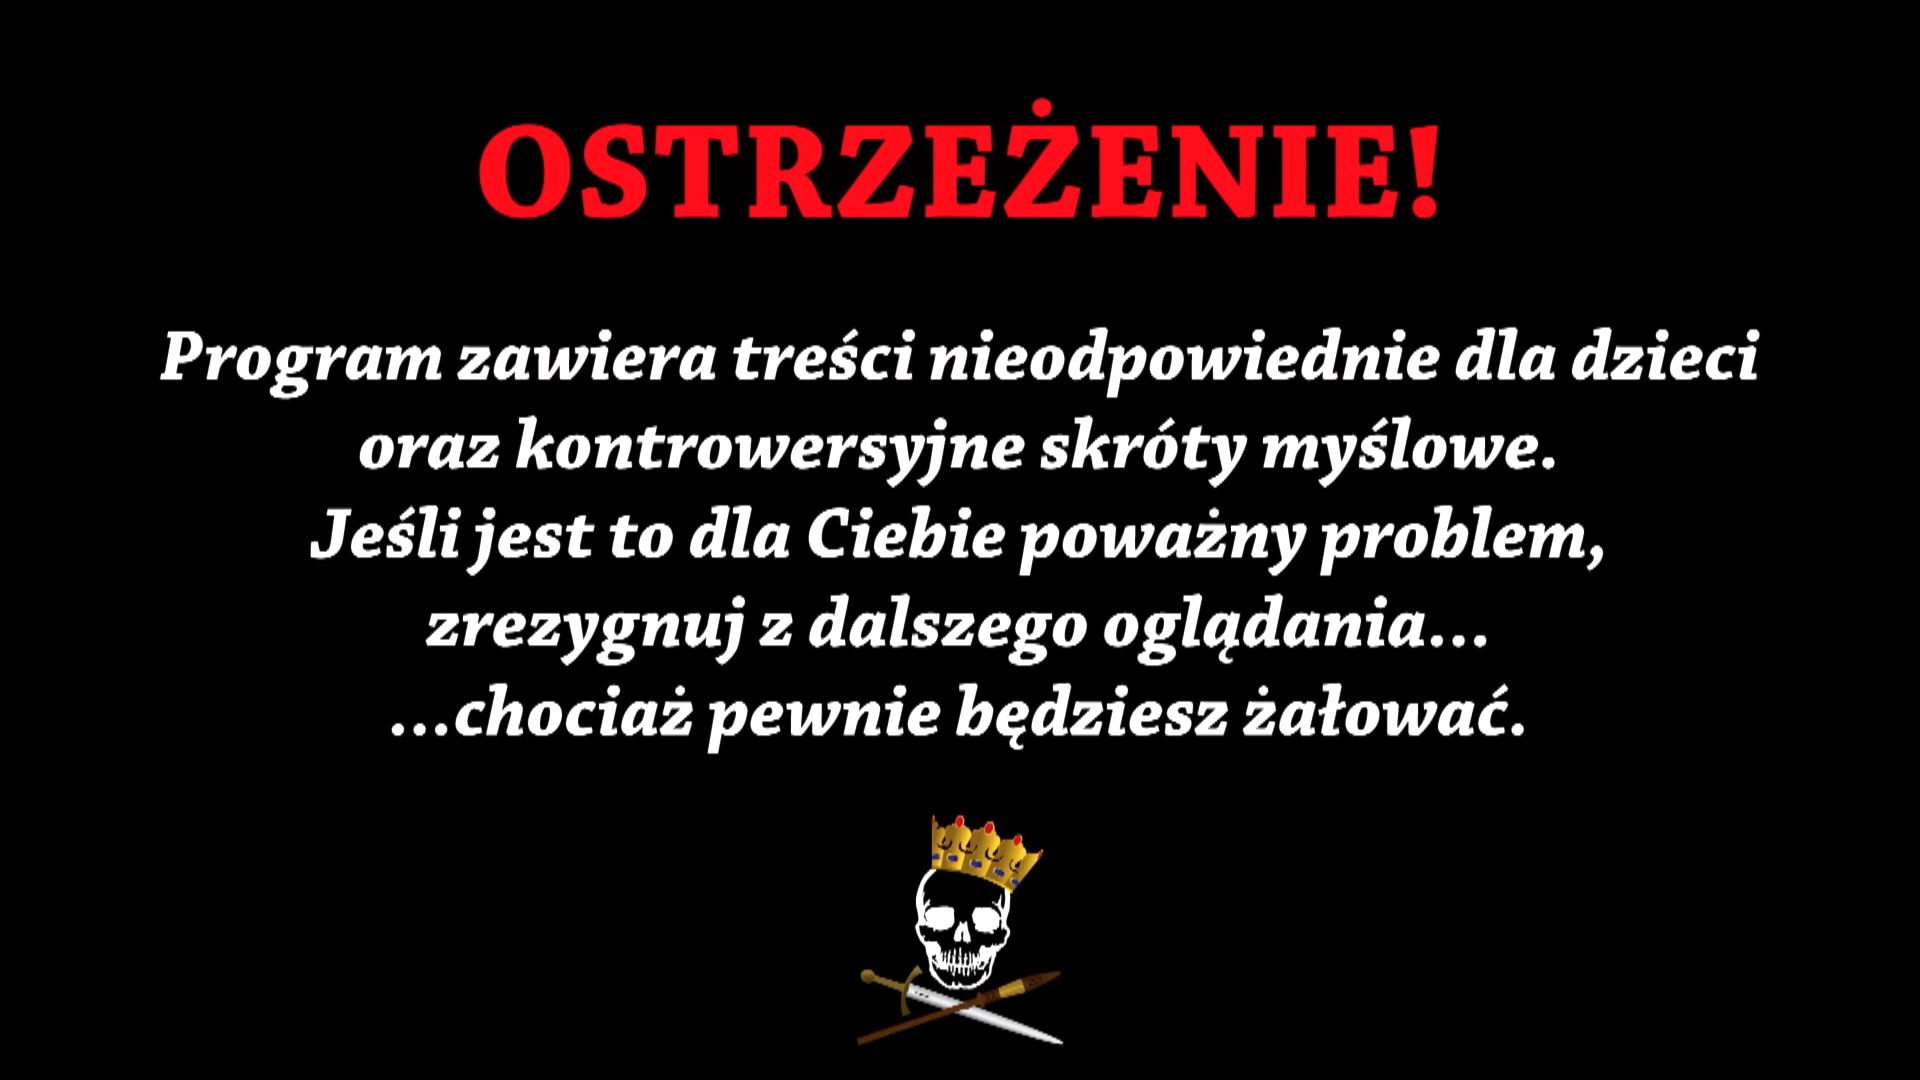 OSTRZEŻENIE!
Program zawiera treści nieodpowiednie dla dzieci
oraz kontrowersyjne skróty myślowe.
Jeśli jest to dla Ciebie poważny problem,
zrezygnuj z dalszego oglądania...
...chociaż pewnie będziesz żałować.